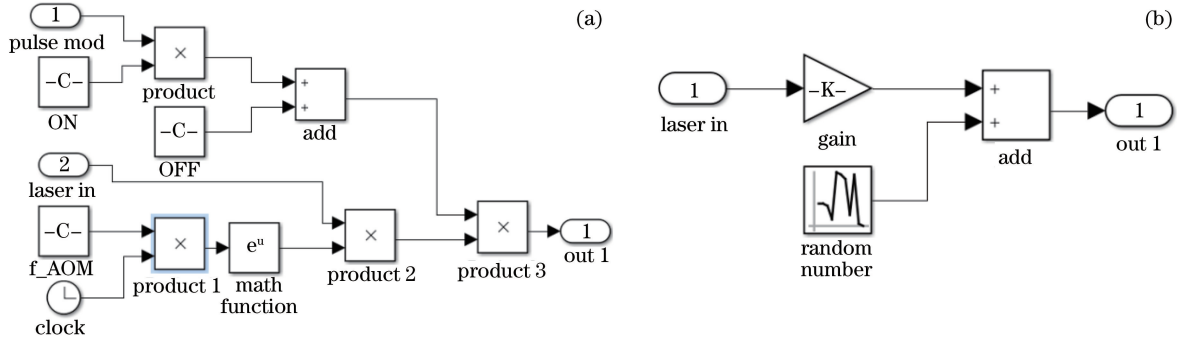 (a)
1
pulse mod
×
product
-C-
ON
-C-
OFF
+
+
add
2
laser in
-C-
f_AOM
clock
×
product 1
eᵘ
math
function
×
product 2
×
product 3
1
out 1
(b)
1
laser in
-K-
gain
random
number
+
+
add
1
out 1